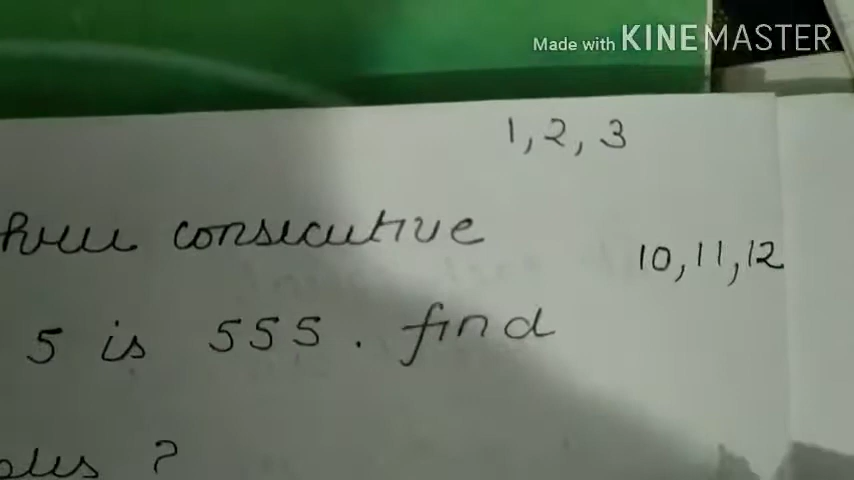 Made with KINEMASTER
1, 2, 3
consecutive
10, 11, 12
5 is 555. find
?